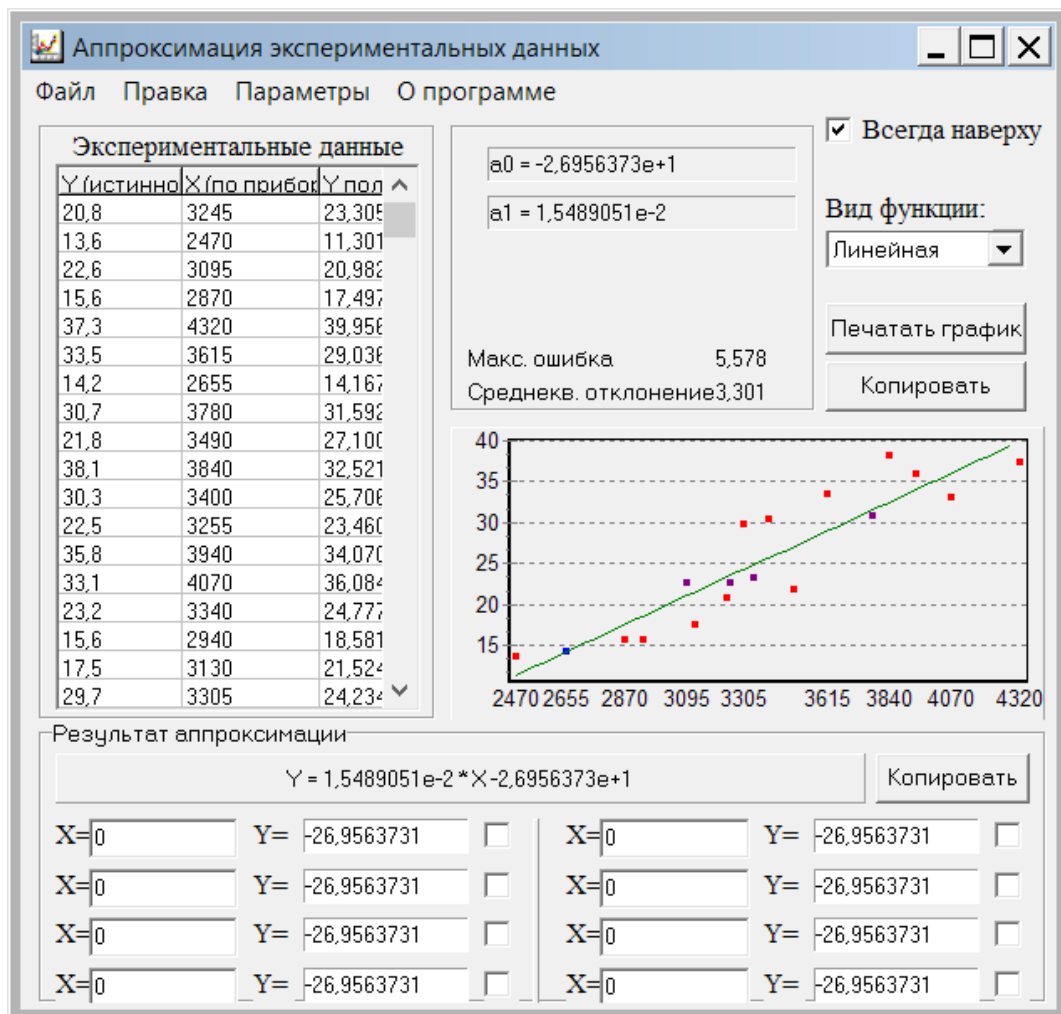 Аппроксимация экспериментальных данных
Файл Правка Параметры О программе
Экспериментальные данные
Y (истинно X (по прибор Y пол
20,8 3245 23,305
13,6 2470 11,301
22,6 3095 20,982
15,6 2870 17,497
37,3 4320 39,956
33,5 3615 29,036
14,2 2655 14,167
30,7 3780 31,592
21,8 3490 27,100
38,1 3840 32,521
30,3 3400 25,706
22,5 3255 23,460
35,8 3940 34,070
33,1 4070 36,084
23,2 3340 24,777
15,6 2940 18,581
17,5 3130 21,524
29,7 3305 24,234
a0 = -2,6956373e+1
a1 = 1,5489051e-2
Макс. ошибка 5,578
Среднекв. отклонение3,301
Всегда наверху
Вид функции:
Линейная
Печатать график
Копировать
40
35
30
25
20
15
2470 2655 2870 3095 3305 3615 3840 4070 4320
Результат аппроксимации
Y = 1,5489051e-2*X-2,6956373e+1
Копировать
X= 0 Y= -26,9563731 X= 0 Y= -26,9563731
X= 0 Y= -26,9563731 X= 0 Y= -26,9563731
X= 0 Y= -26,9563731 X= 0 Y= -26,9563731
X= 0 Y= -26,9563731 X= 0 Y= -26,9563731